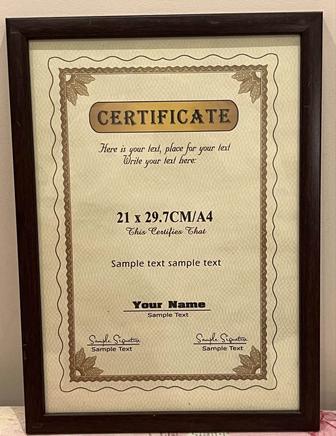 CERTIFICATE
Here is your text, place for your text
Write your text here:
21 x 29.7CM/A4
This Certifies That
Sample text sample text
Your Name
Sample Text
Sample Signature Sample Signature
Sample Text Sample Text